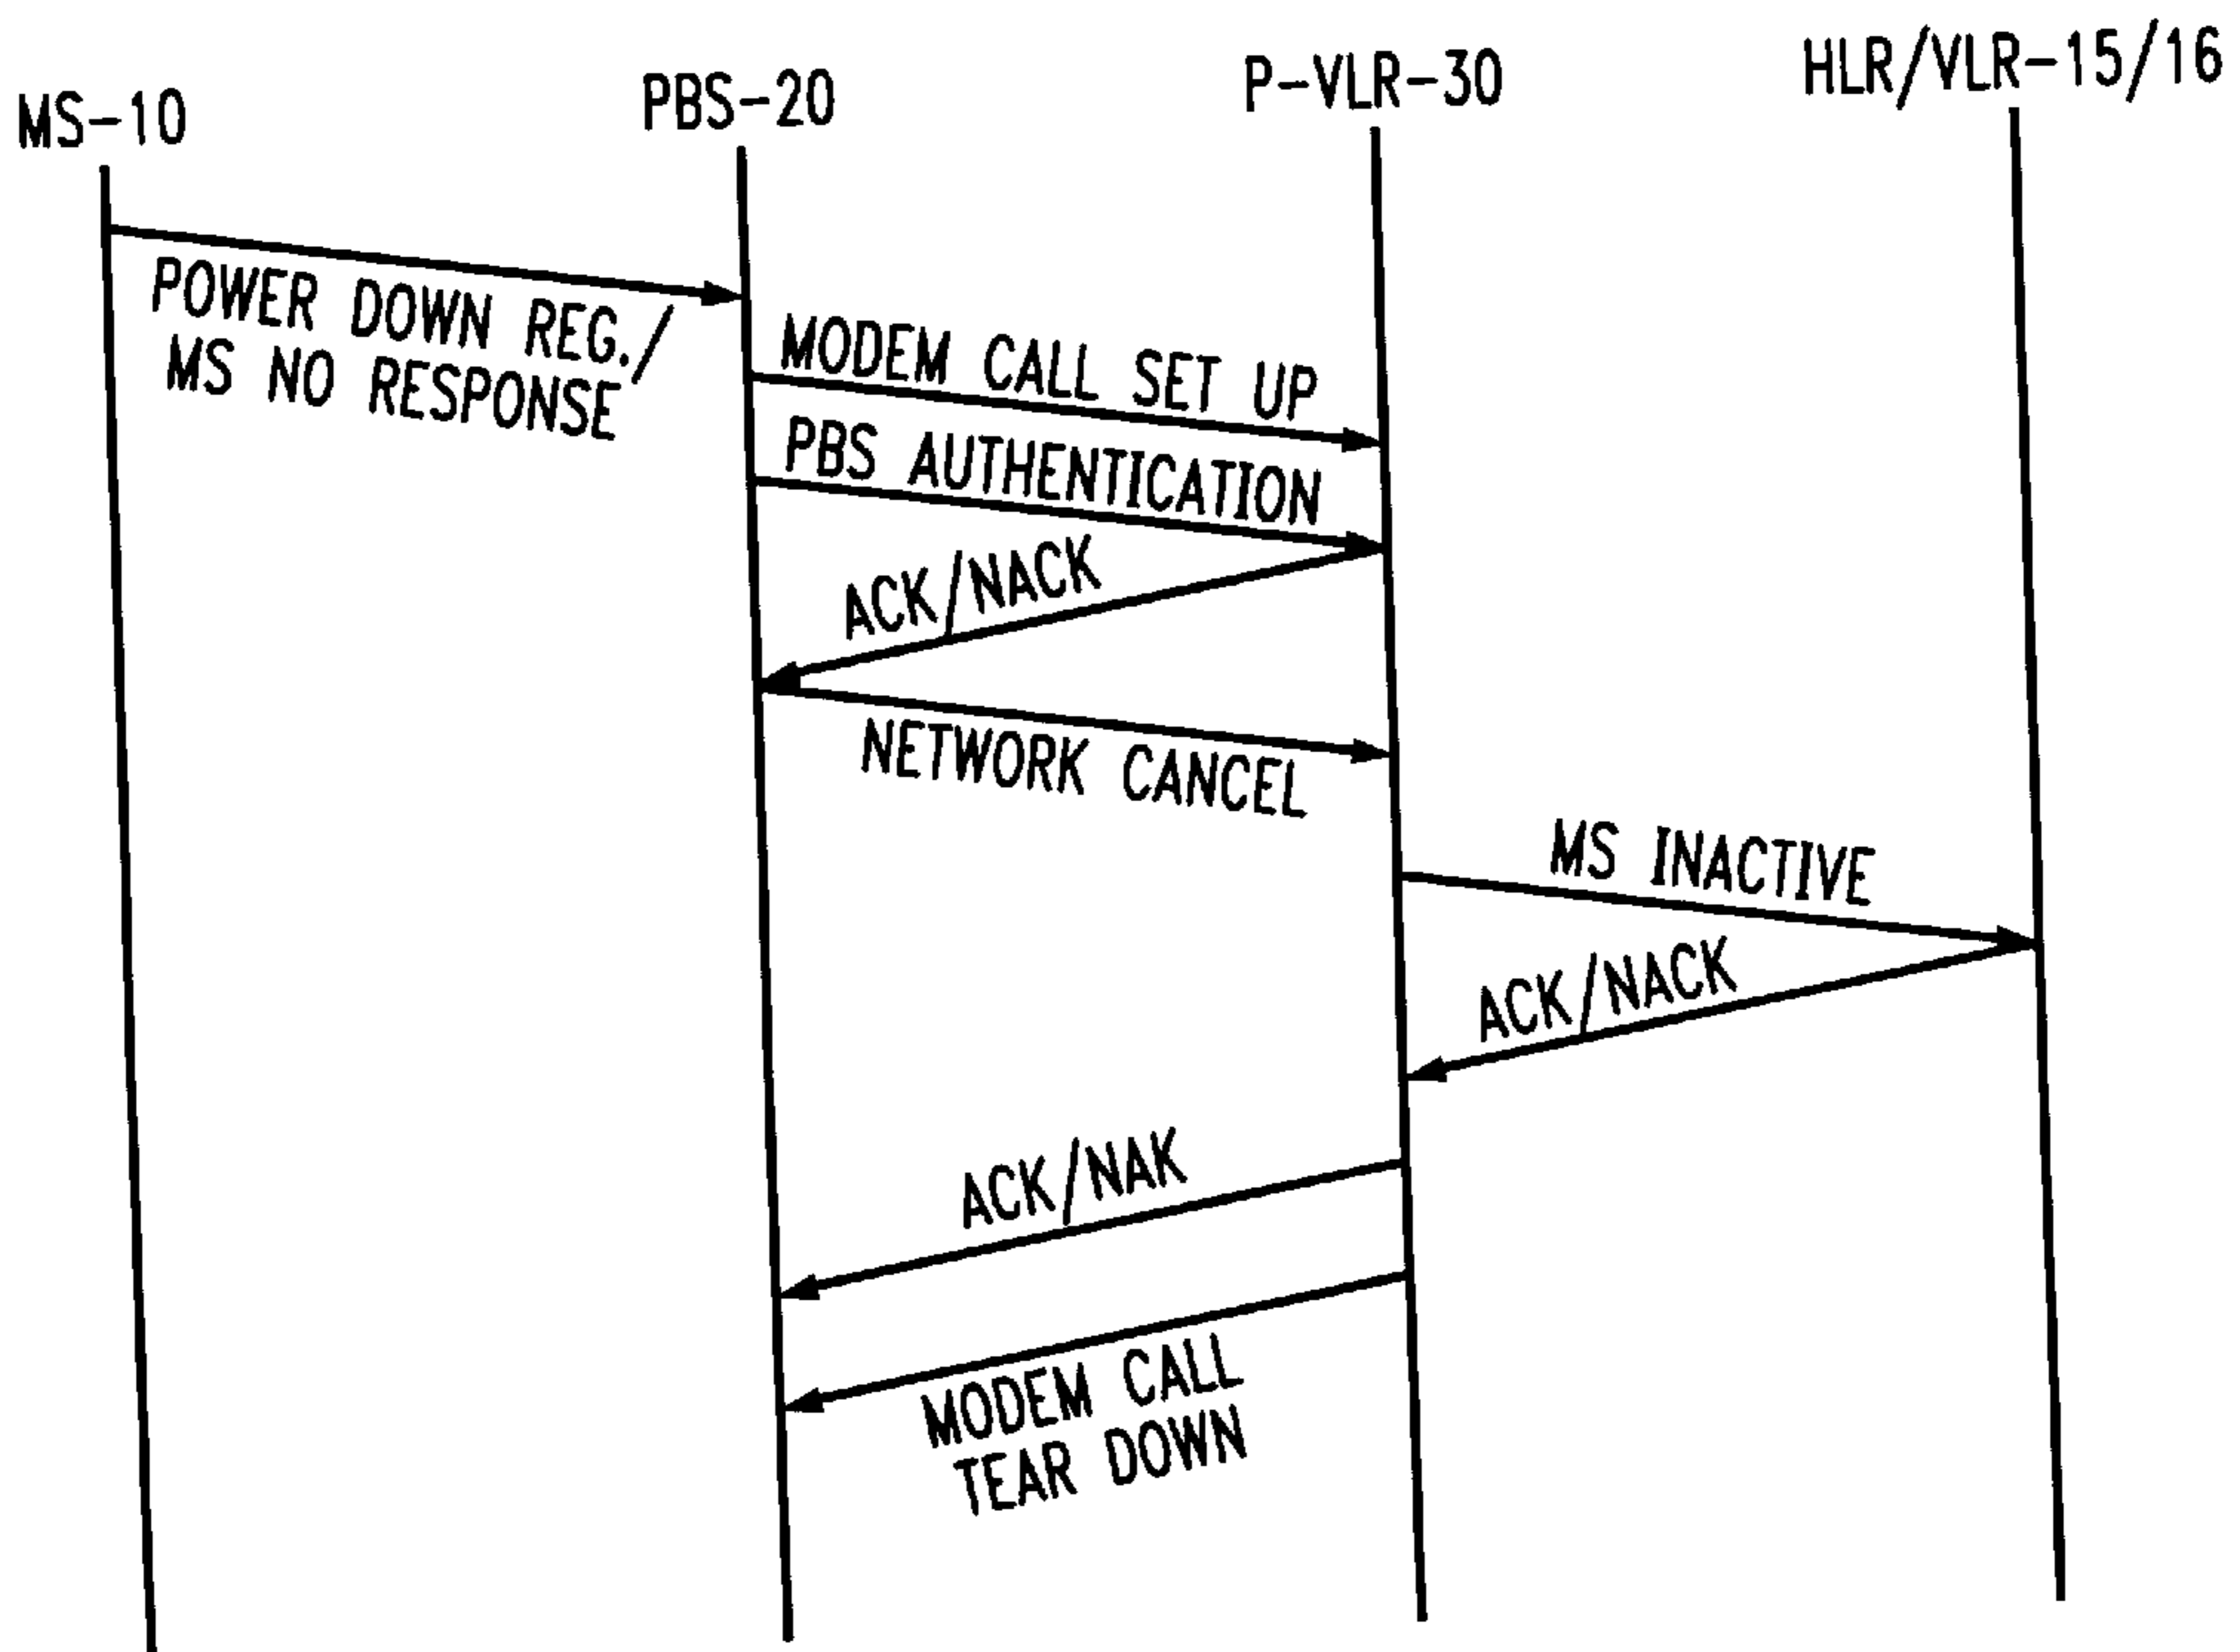 MS-10
PBS-20
P-VLR-30
HLR/VLR-15/16
POWER DOWN REG./
MS NO RESPONSE
MODEM CALL SET UP
PBS AUTHENTICATION
ACK/NACK
NETWORK CANCEL
MS INACTIVE
ACK/NACK
ACK/NAK
MODEM CALL
TEAR DOWN